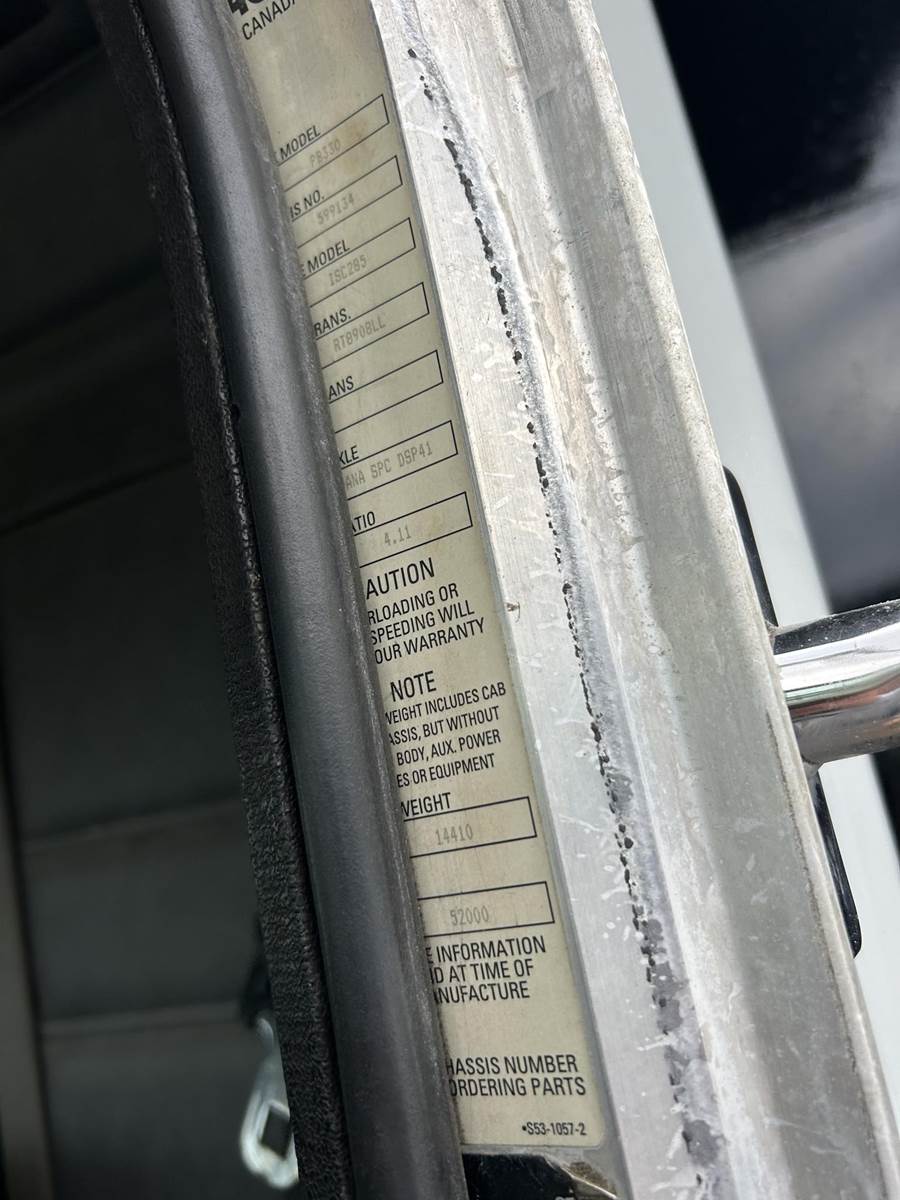 CANADA
MODEL
PB330
IS NO.
599134
E MODEL
ISC285
RANS.
RT8908LL
ANS
XLE
ANA SPC DSP41
ATIO
4.11
AUTION
RLOADING OR
SPEEDING WILL
OUR WARRANTY
NOTE
WEIGHT INCLUDES CAB
ASSIS, BUT WITHOUT
BODY, AUX. POWER
ES OR EQUIPMENT
WEIGHT
14410
52000
E INFORMATION
D AT TIME OF
NUFACTURE
HASSIS NUMBER
ORDERING PARTS
•S53-1057-2